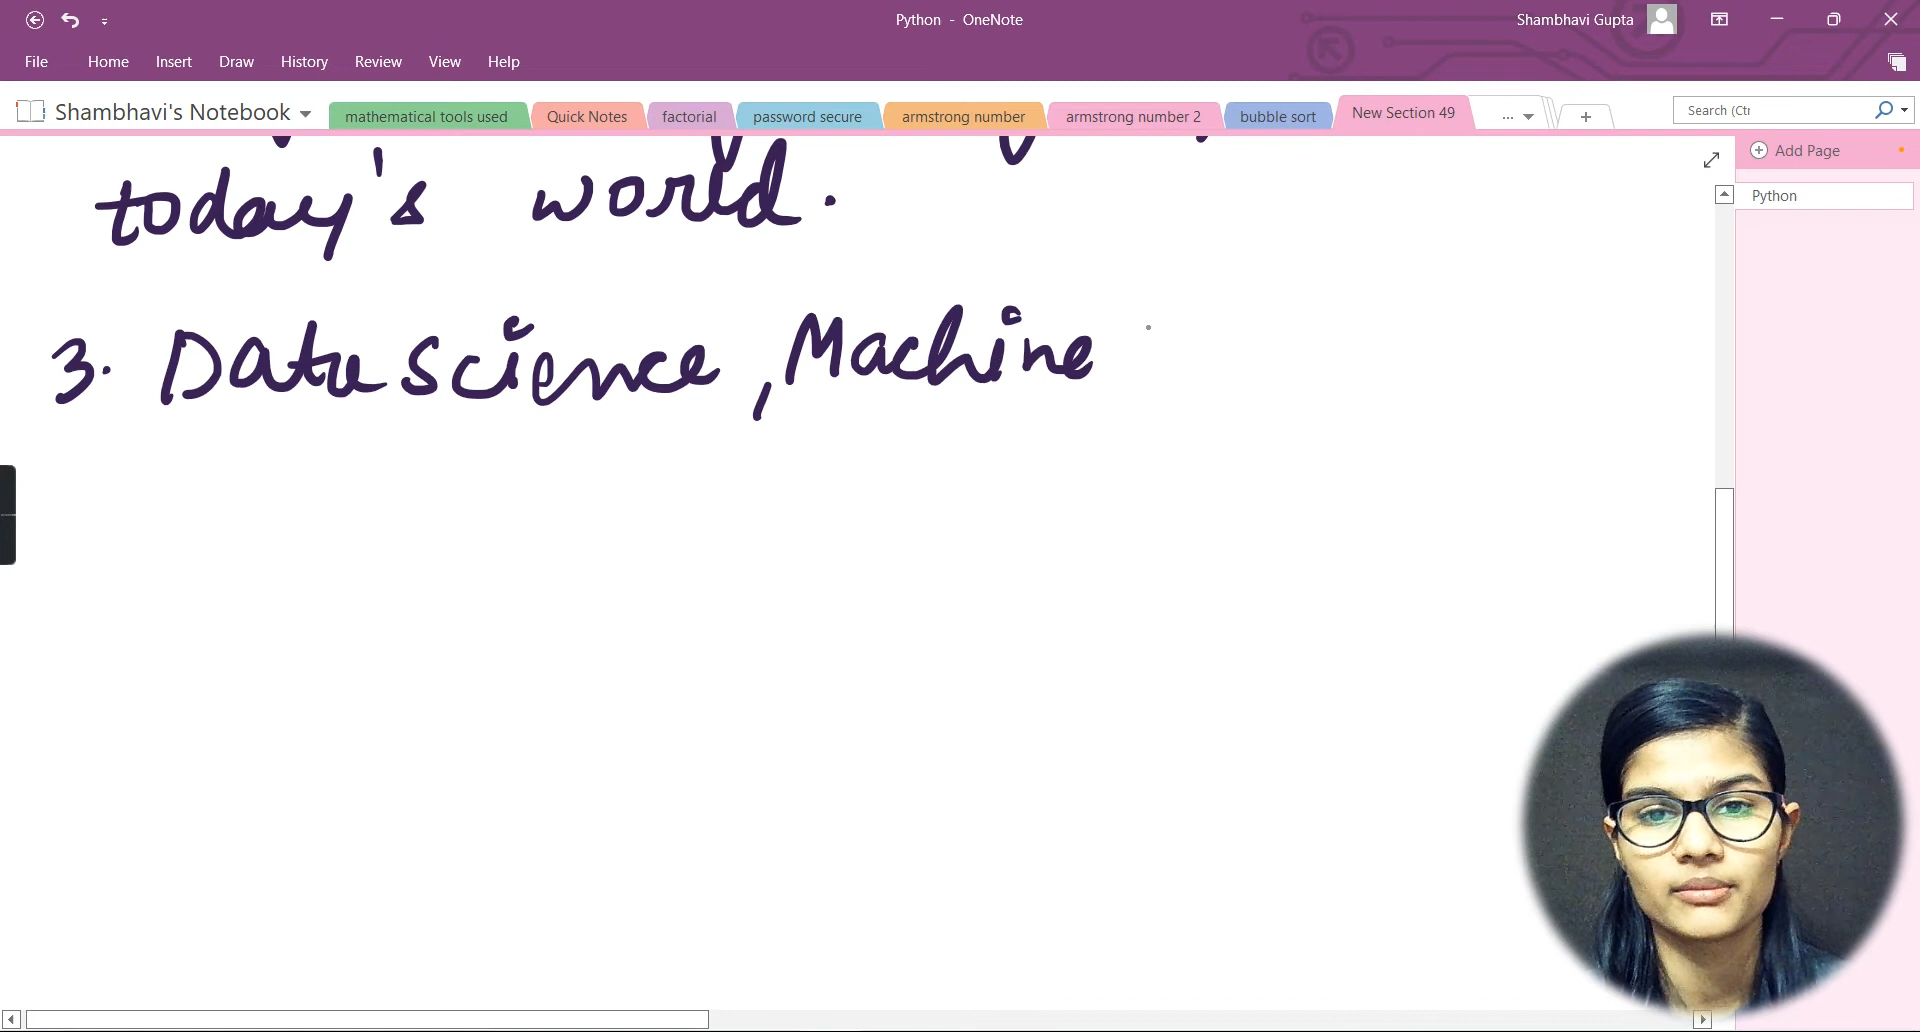 Python - OneNote
Shambhavi Gupta
File Home Insert Draw History Review View Help
Shambhavi's Notebook
mathematical tools used
Quick Notes
factorial
password secure
armstrong number
armstrong number 2
bubble sort
New Section 49
...
Search (Ctr
Add Page
Python
today's world.
3. Data science, Machine